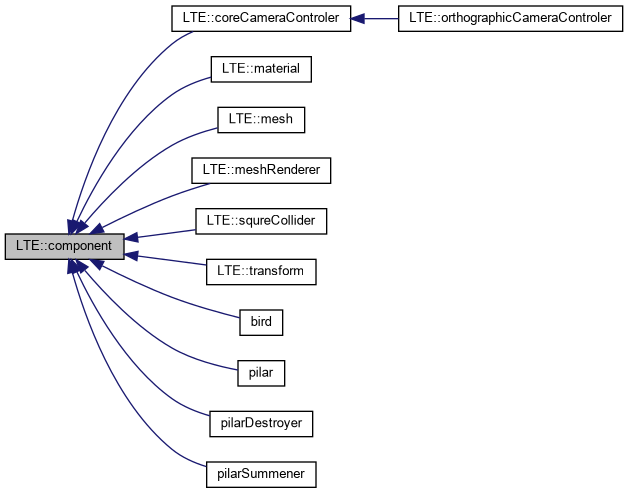 LTE::coreCameraControler
LTE::orthographicCameraControler
LTE::material
LTE::mesh
LTE::meshRenderer
LTE::squreCollider
LTE::component
LTE::transform
bird
pilar
pilarDestroyer
pilarSummener